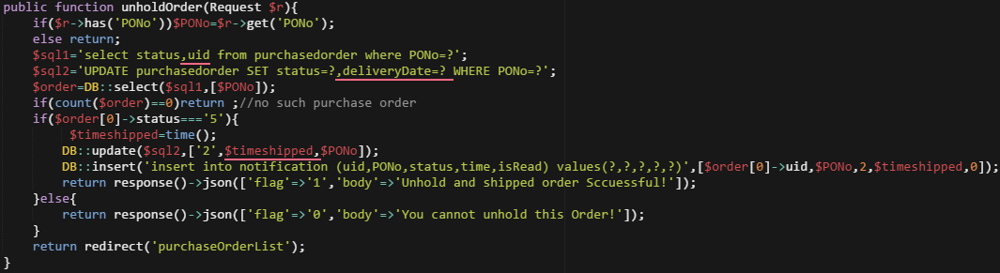 public function unholdOrder(Request $r){
    if($r->has('PONo'))$PONo=$r->get('PONo');
    else return;
    $sql1='select status,uid from purchasedorder where PONo=?';
    $sql2='UPDATE purchasedorder SET status=?,deliveryDate=? WHERE PONo=?';
    $order=DB::select($sql1,[$PONo]);
    if(count($order)==0)return ;//no such purchase order
    if($order[0]->status==='5'){
         $timeshipped=time();
        DB::update($sql2,['2',$timeshipped,$PONo]);
        DB::insert('insert into notification (uid,PONo,status,time,isRead) values(?,?,?,?,?)',[$order[0]->uid,$PONo,2,$timeshipped,0]);
        return response()->json(['flag'=>'1','body'=>'Unhold and shipped order Sccuessful!']);
    }else{
        return response()->json(['flag'=>'0','body'=>'You cannot unhold this Order!']);
    }
    return redirect('purchaseOrderList');
}